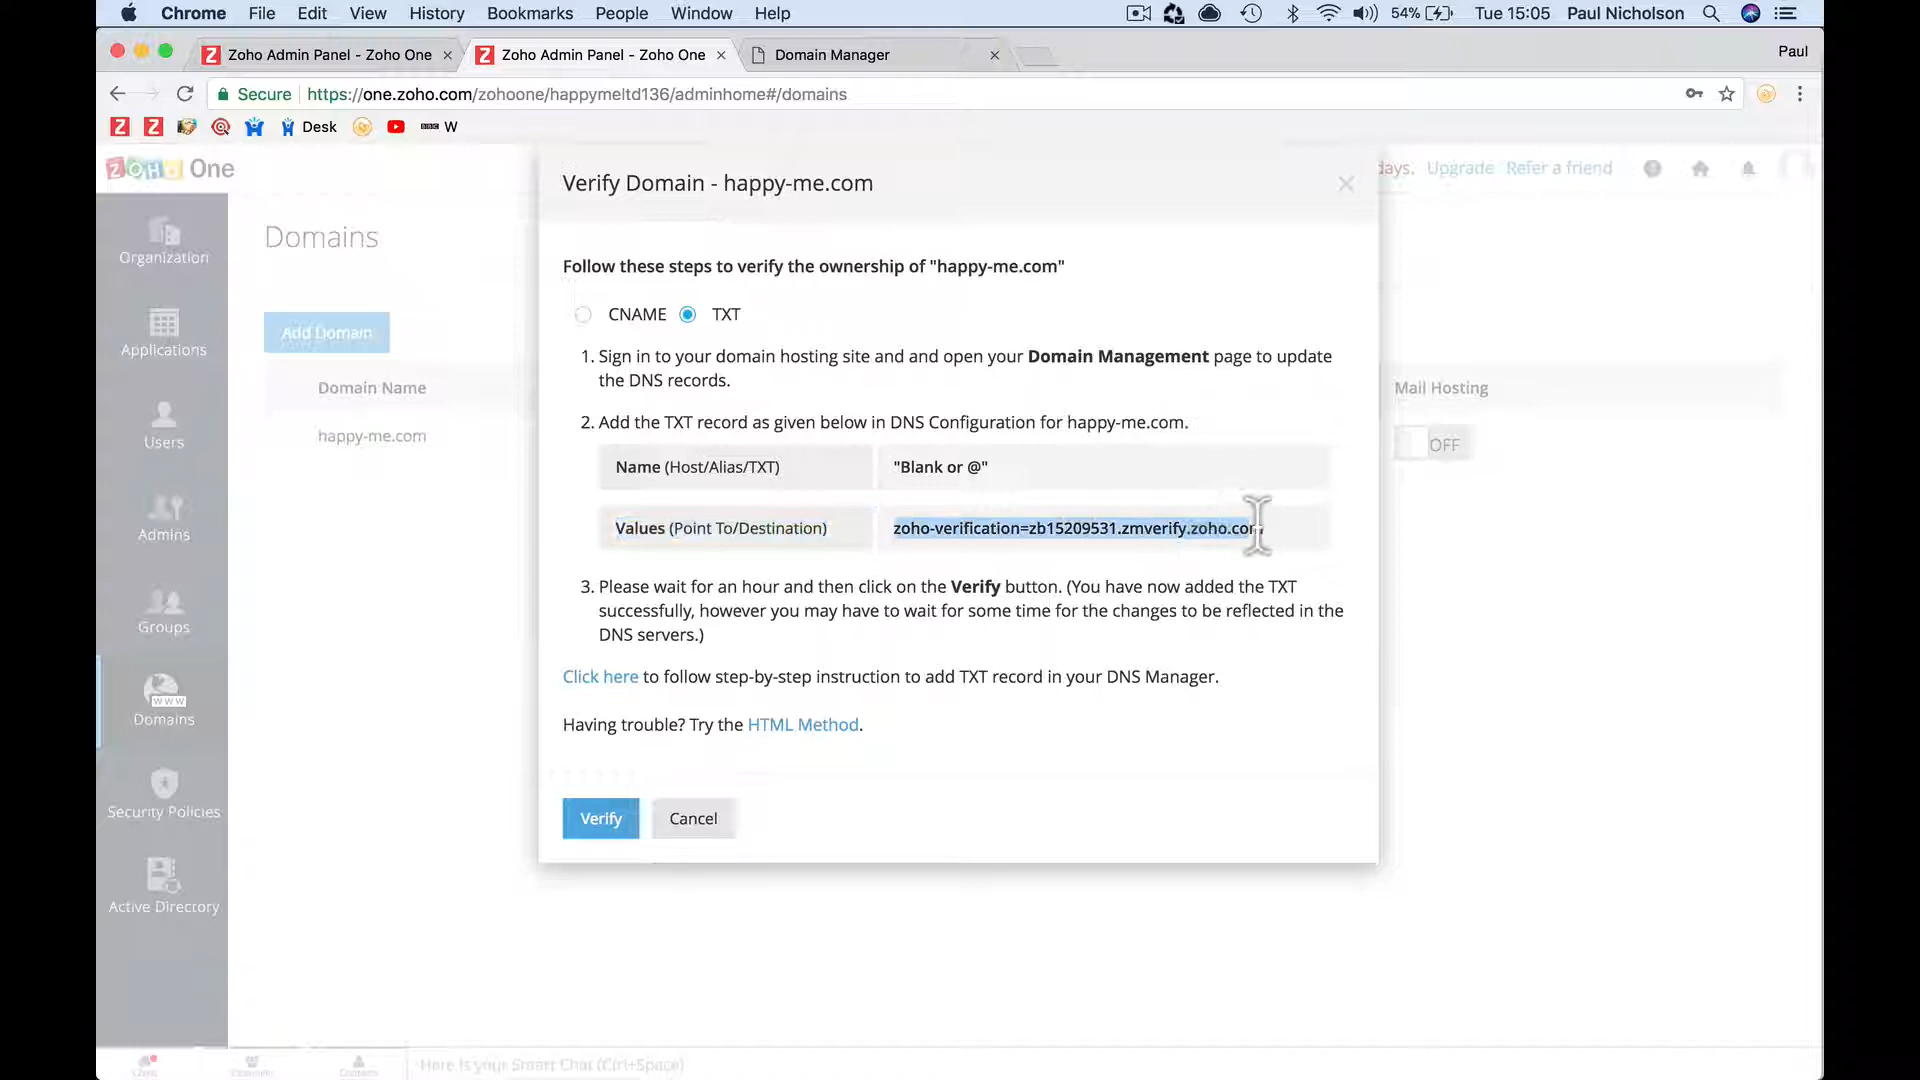 Chrome File Edit View History Bookmarks People Window Help 54% Tue 15:05 Paul Nicholson
Zoho Admin Panel - Zoho One Zoho Admin Panel - Zoho One Domain Manager Paul
Secure https://one.zoho.com/zohoone/happymeltd136/adminhome#/domains
Desk BBC W
ZOHO One
days. Upgrade Refer a friend
Verify Domain - happy-me.com
Organization
Applications
Users
Admins
Groups
Domains
Security Policies
Active Directory
Domains
Add Domain
Domain Name
Mail Hosting
happy-me.com
OFF
Follow these steps to verify the ownership of "happy-me.com"
CNAME TXT
1. Sign in to your domain hosting site and and open your Domain Management page to update
the DNS records.
2. Add the TXT record as given below in DNS Configuration for happy-me.com.
Name (Host/Alias/TXT) "Blank or @"
Values (Point To/Destination) zoho-verification=zb15209531.zmverify.zoho.com
3. Please wait for an hour and then click on the Verify button. (You have now added the TXT
successfully, however you may have to wait for some time for the changes to be reflected in the
DNS servers.)
Click here to follow step-by-step instruction to add TXT record in your DNS Manager.
Having trouble? Try the HTML Method.
Verify Cancel
Here is your Smart Chat (Ctrl+Space)